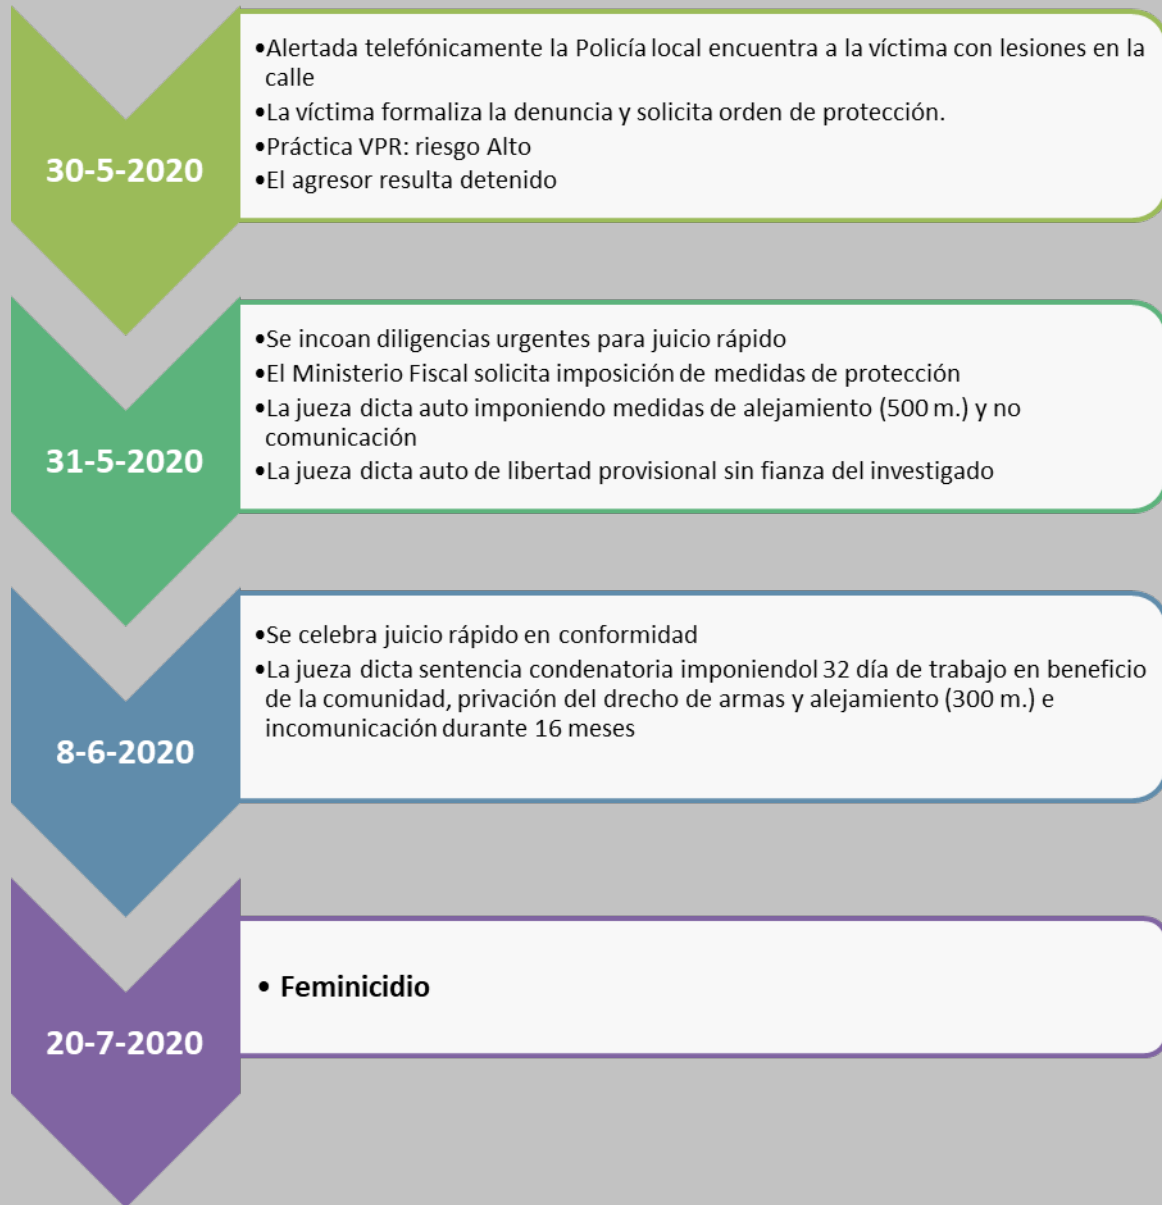 30-5-2020
•Alertada telefónicamente la Policía local encuentra a la víctima con lesiones en la
calle
•La víctima formaliza la denuncia y solicita orden de protección.
•Práctica VPR: riesgo Alto
•El agresor resulta detenido
31-5-2020
•Se incoan diligencias urgentes para juicio rápido
•El Ministerio Fiscal solicita imposición de medidas de protección
•La jueza dicta auto imponiendo medidas de alejamiento (500 m.) y no
comunicación
•La jueza dicta auto de libertad provisional sin fianza del investigado
8-6-2020
•Se celebra juicio rápido en conformidad
•La jueza dicta sentencia condenatoria imponiendol 32 día de trabajo en beneficio
de la comunidad, privación del drecho de armas y alejamiento (300 m.) e
incomunicación durante 16 meses
20-7-2020
• Feminicidio